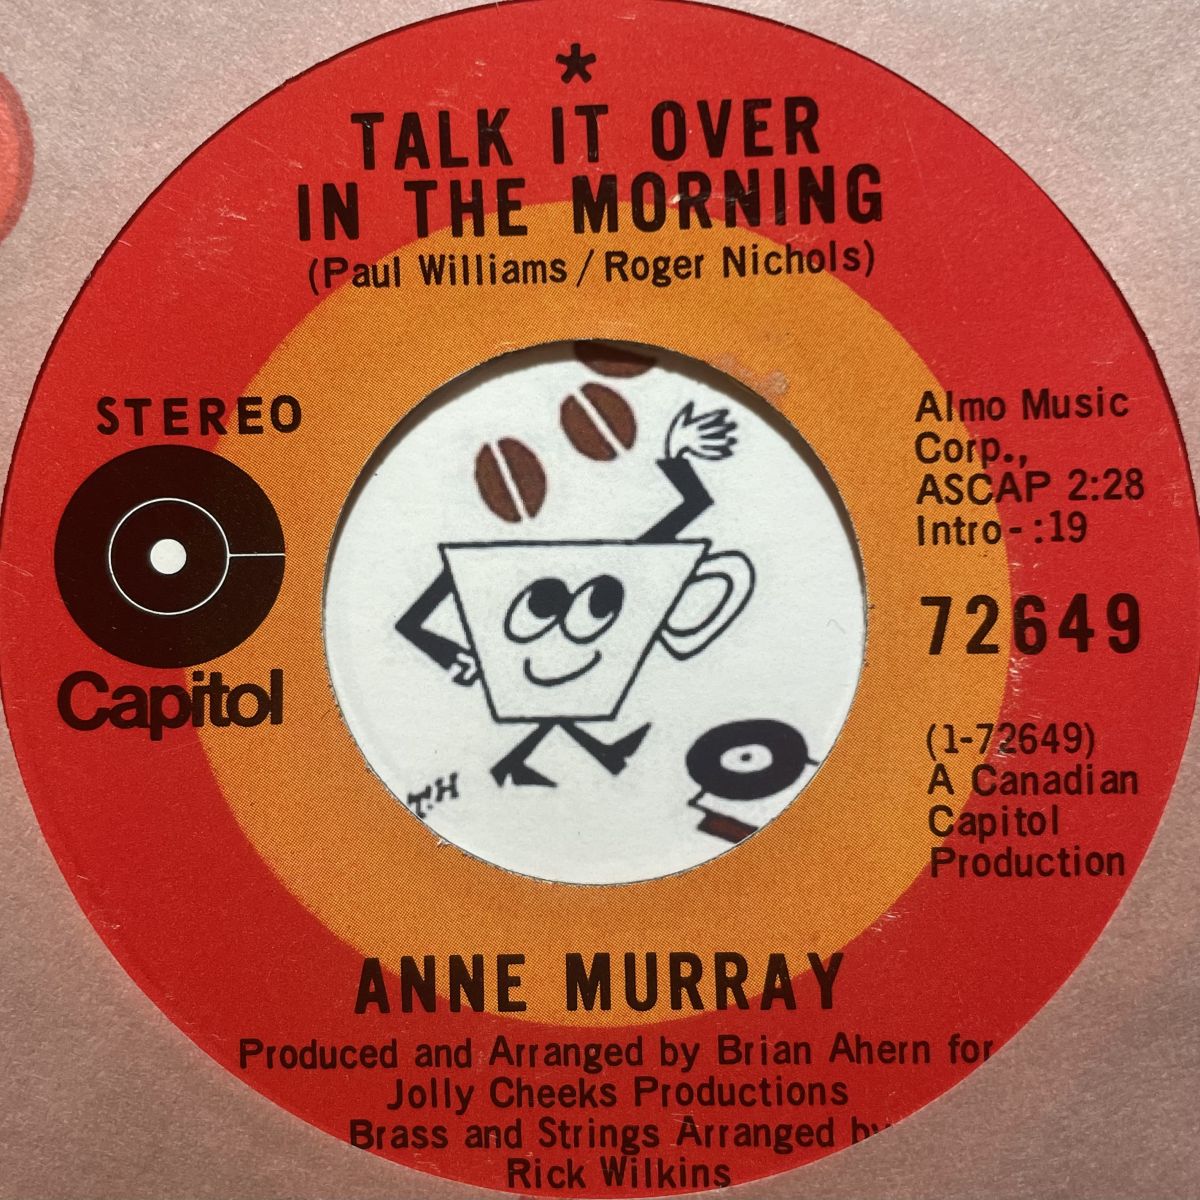 *
TALK IT OVER
IN THE MORNING
(Paul Williams/Roger Nichols)
STEREO
Capitol
Almo Music
Corp.,
ASCAP 2:28
Intro- :19
72649
(1-72649)
A Canadian
Capitol
Production
T.H
ANNE MURRAY
Produced and Arranged by Brian Ahern for
Jolly Cheeks Productions
Brass and Strings Arranged by
Rick Wilkins